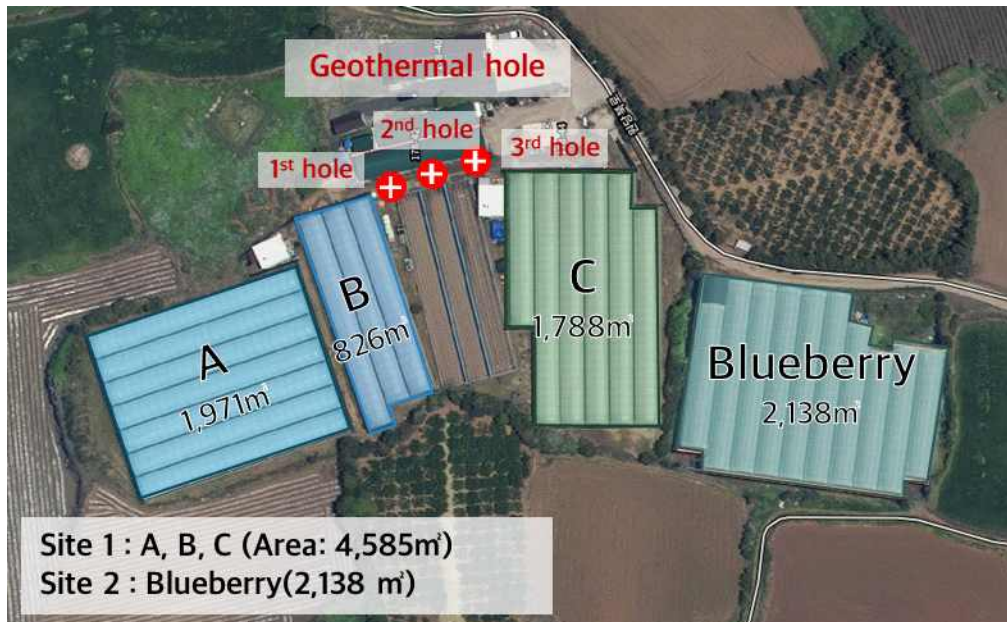 Geothermal hole
2nd hole
1st hole
3rd hole
A
1,971㎡
B
826㎡
C
1,788㎡
Blueberry
2,138㎡
Site 1 : A, B, C (Area: 4,585㎡)
Site 2 : Blueberry(2,138 ㎡)